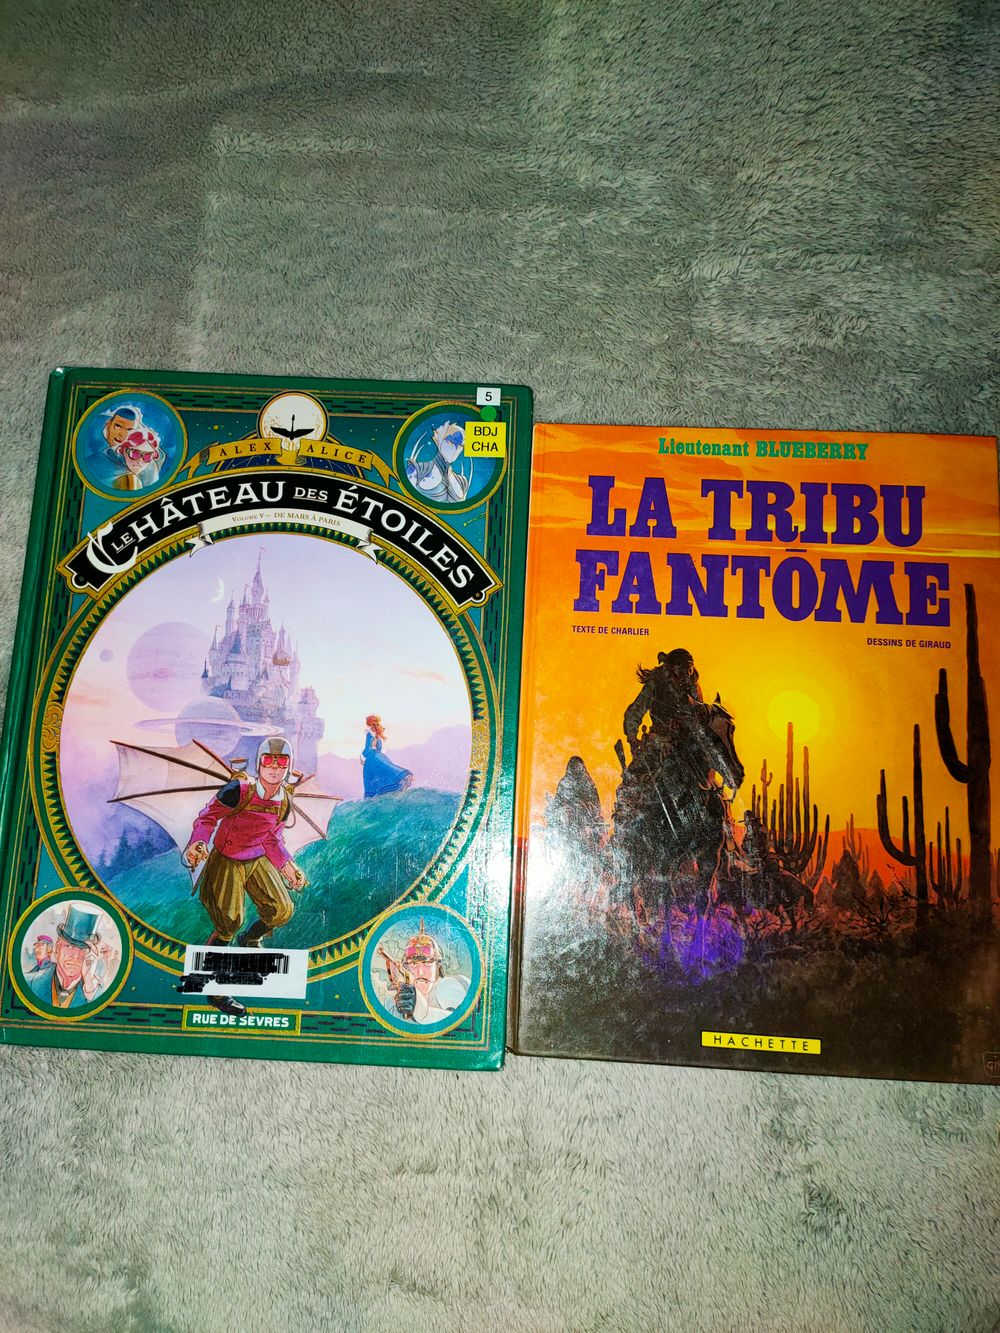 5
BDJ
CHA
ALEX ALICE
LE CHÂTEAU DES ÉTOILES
VOLUME V — DE MARS À PARIS
RUE DE SÈVRES
Lieutenant BLUEBERRY
LA TRIBU
FANTÔME
TEXTE DE CHARLIER
DESSINS DE GIRAUD
HACHETTE